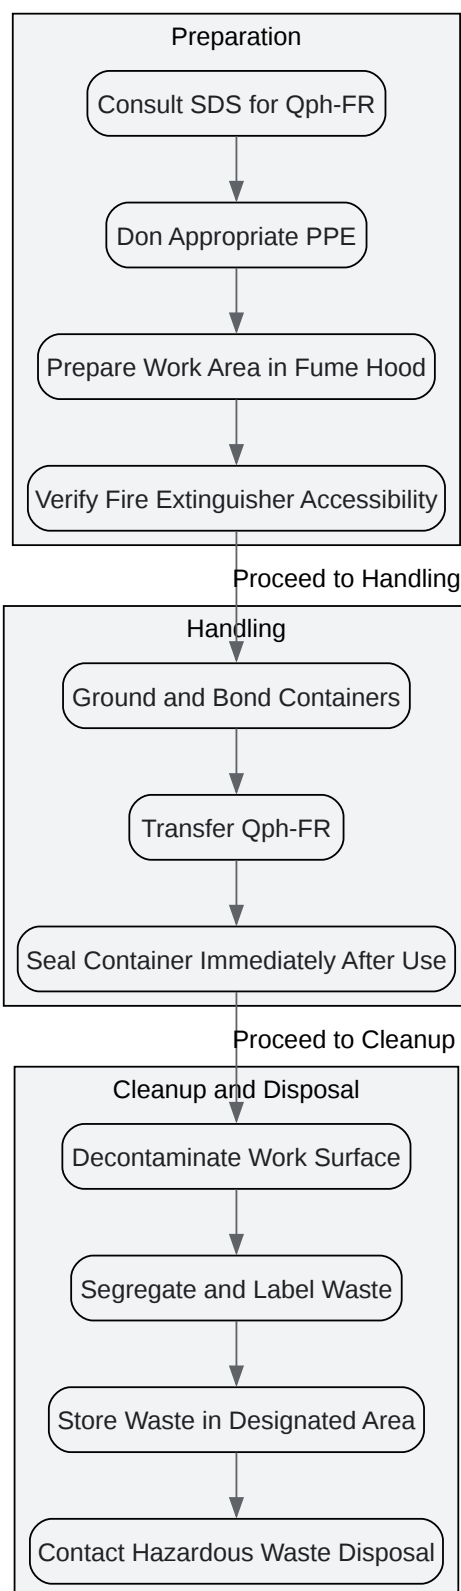 Preparation
Consult SDS for Qph-FR
Don Appropriate PPE
Prepare Work Area in Fume Hood
Verify Fire Extinguisher Accessibility
Proceed to Handling
Handling
Ground and Bond Containers
Transfer Qph-FR
Seal Container Immediately After Use
Proceed to Cleanup
Cleanup and Disposal
Decontaminate Work Surface
Segregate and Label Waste
Store Waste in Designated Area
Contact Hazardous Waste Disposal